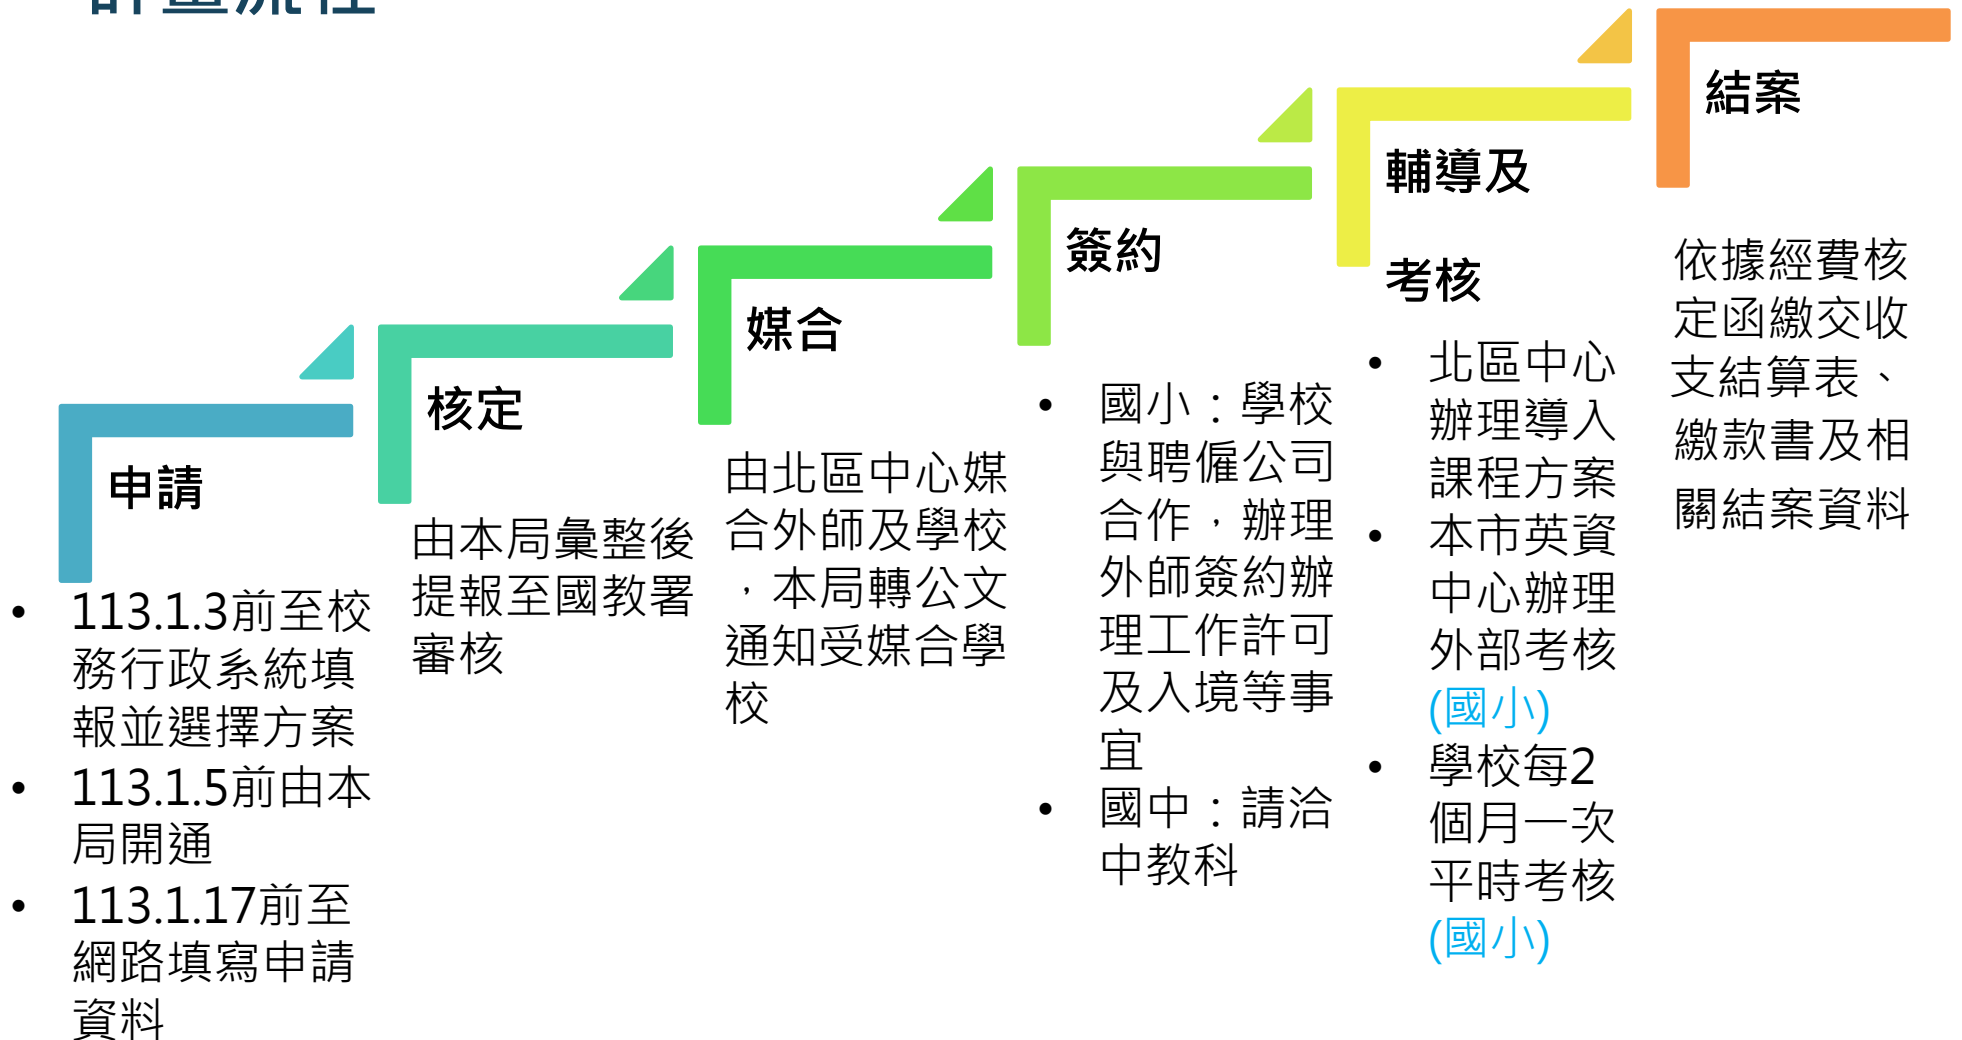 計畫流程
申請
• 113.1.3前至校
務行政系統填
報並選擇方案
• 113.1.5前由本
局開通
• 113.1.17前至
網路填寫申請
資料
核定
由本局彙整後
提報至國教署
審核
媒合
由北區中心媒
合外師及學校
，本局轉公文
通知受媒合學
校
簽約
• 國小：學校
與聘僱公司
合作，辦理
外師簽約辦
理工作許可
及入境等事
宜
• 國中：請洽
中教科
輔導及
考核
• 北區中心
辦理導入
課程方案
• 本市英資
中心辦理
外部考核
(國小)
• 學校每2
個月一次
平時考核
(國小)
結案
依據經費核
定函繳交收
支結算表、
繳款書及相
關結案資料